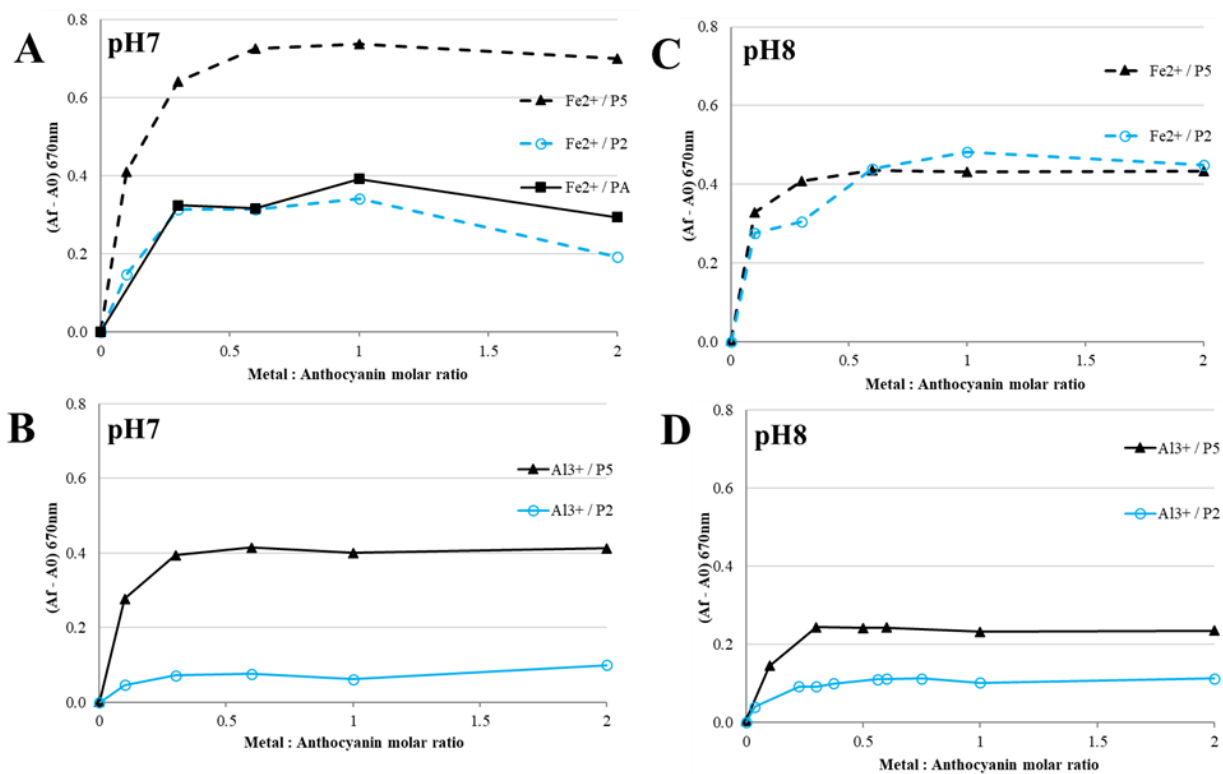 A
pH7
0.8
0.6
0.4
0.2
0.0
(Af - A0) 670nm
Fe2+ / P5
Fe2+ / P2
Fe2+ / PA
0
0.5
1
1.5
2
Metal : Anthocyanin molar ratio
C
pH8
0.8
0.6
0.4
0.2
0.0
(Af - A0) 670nm
Fe2+ / P5
Fe2+ / P2
0
0.5
1
1.5
2
Metal : Anthocyanin molar ratio
B
pH7
0.8
0.6
0.4
0.2
0.0
(Af - A0) 670nm
Al3+ / P5
Al3+ / P2
0
0.5
1
1.5
2
Metal : Anthocyanin molar ratio
D
pH8
0.8
0.6
0.4
0.2
0.0
(Af - A0) 670nm
Al3+ / P5
Al3+ / P2
0
0.5
1
1.5
2
Metal : Anthocyanin molar ratio